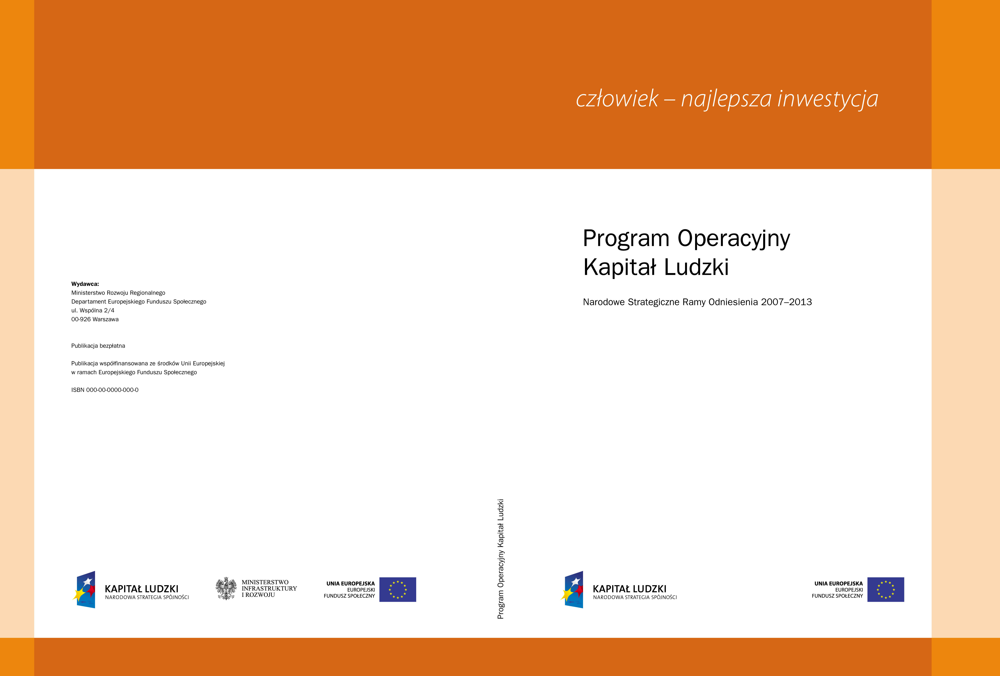 człowiek – najlepsza inwestycja
Program Operacyjny
Kapitał Ludzki
Narodowe Strategiczne Ramy Odniesienia 2007–2013
Wydawca:
Ministerstwo Rozwoju Regionalnego
Departament Europejskiego Funduszu Społecznego
ul. Wspólna 2/4
00-926 Warszawa
Publikacja bezpłatna
Publikacja współfinansowana ze środków Unii Europejskiej
w ramach Europejskiego Funduszu Społecznego
ISBN 000-00-0000-000-0
KAPITAŁ LUDZKI
NARODOWA STRATEGIA SPÓJNOŚCI
MINISTERSTWO
INFRASTRUKTURY
I ROZWOJU
UNIA EUROPEJSKA
EUROPEJSKI
FUNDUSZ SPOŁECZNY
Program Operacyjny Kapitał Ludzki
KAPITAŁ LUDZKI
NARODOWA STRATEGIA SPÓJNOŚCI
UNIA EUROPEJSKA
EUROPEJSKI
FUNDUSZ SPOŁECZNY